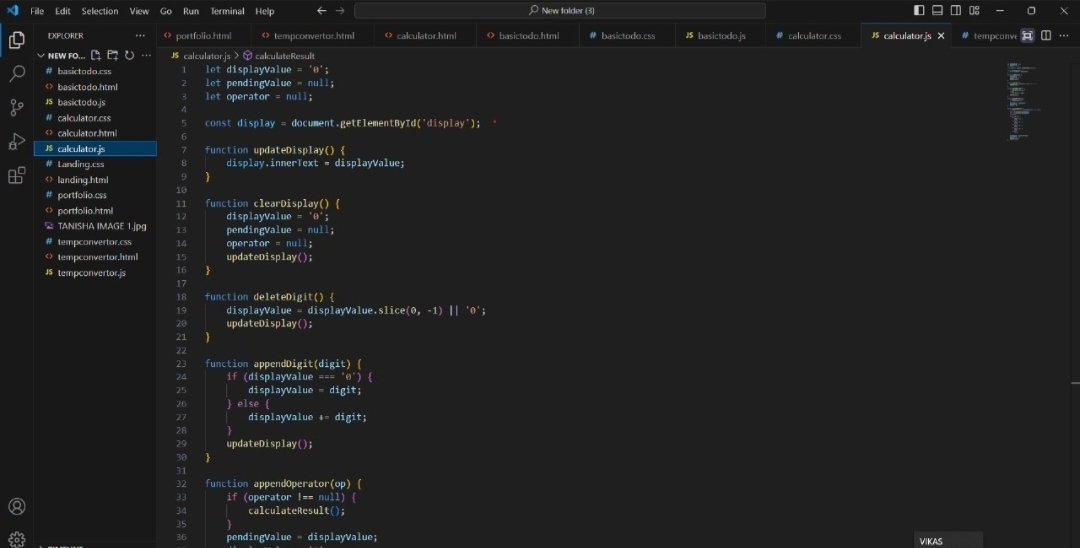 File Edit Selection View Go Run Terminal Help
New folder (3)
EXPLORER
portfolio.html tempconvertor.html calculator.html basictodo.html basictodo.css basictodo.js calculator.css calculator.js
NEW FO...
calculator.js > calculateResult
basictodo.css
basictodo.html
basictodo.js
calculator.css
calculator.html
calculator.js
Landing.css
landing.html
portfolio.css
portfolio.html
TANISHA IMAGE 1.jpg
tempconvertor.css
tempconvertor.html
tempconvertor.js
1 let displayValue = '0';
2 let pendingValue = null;
3 let operator = null;
4
5 const display = document.getElementById('display');
6
7 function updateDisplay() {
8 display.innerText = displayValue;
9 }
10
11 function clearDisplay() {
12 displayValue = '0';
13 pendingValue = null;
14 operator = null;
15 updateDisplay();
16 }
17
18 function deleteDigit() {
19 displayValue = displayValue.slice(0, -1) || '0';
20 updateDisplay();
21 }
22
23 function appendDigit(digit) {
24 if (displayValue === '0') {
25 displayValue = digit;
26 } else {
27 displayValue += digit;
28 }
29 updateDisplay();
30 }
31
32 function appendOperator(op) {
33 if (operator !== null) {
34 calculateResult();
35 }
36 pendingValue = displayValue;
VIKAS